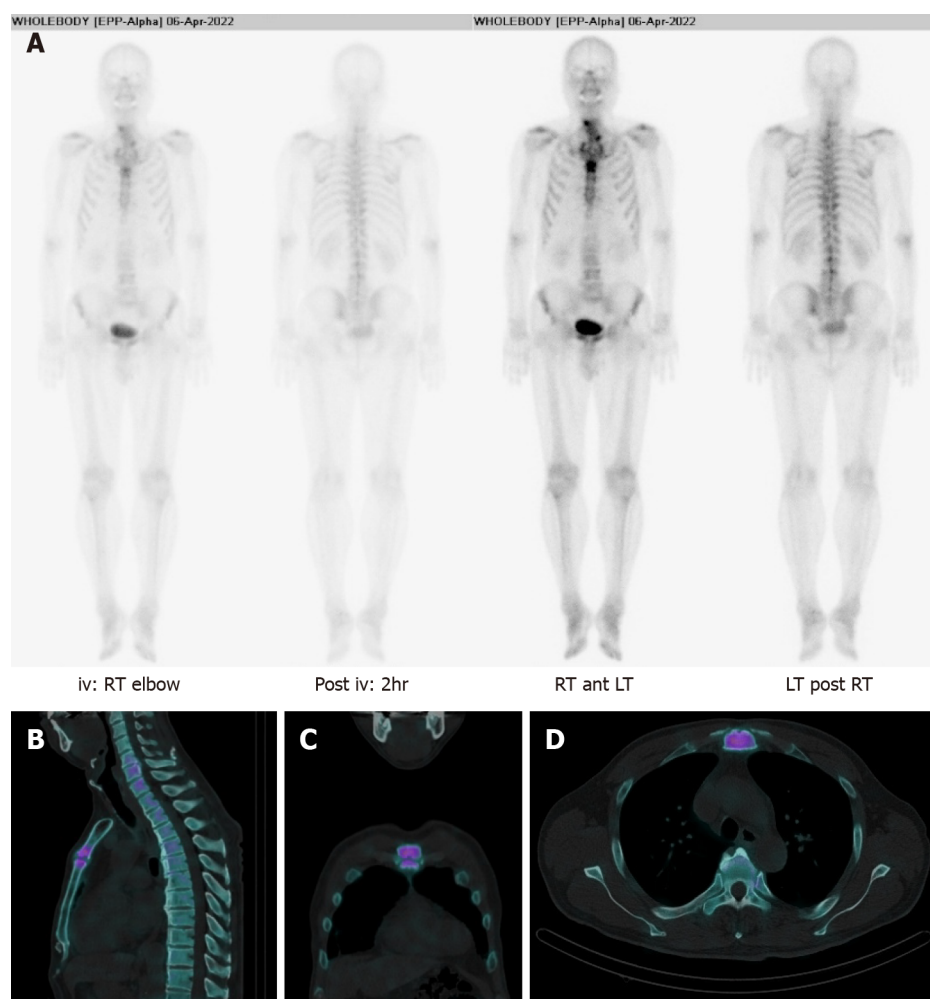 WHOLEBODY [EPP-Alpha] 06-Apr-2022
WHOLEBODY [EPP-Alpha] 06-Apr-2022
A
iv: RT elbow
Post iv: 2hr
RT ant LT
LT post RT
B
C
D